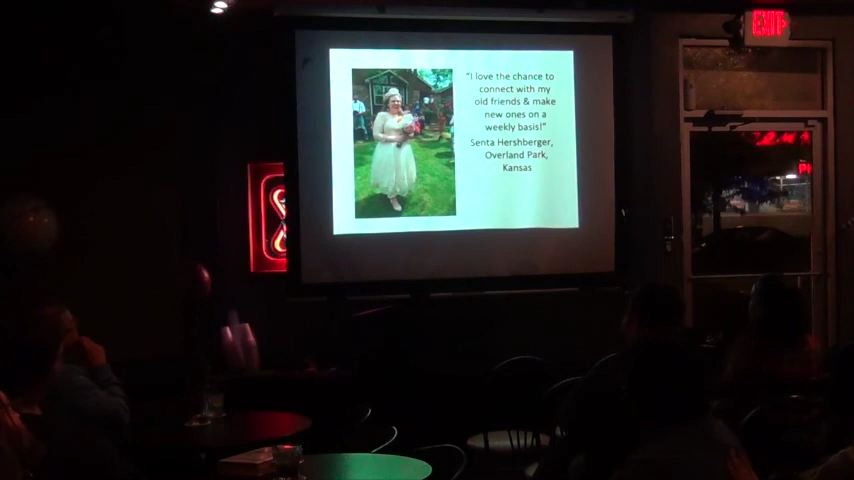 "I love the chance to
connect with my
old friends & make
new ones on a
weekly basis!"
Senta Hershberger,
Overland Park,
Kansas
EXIT